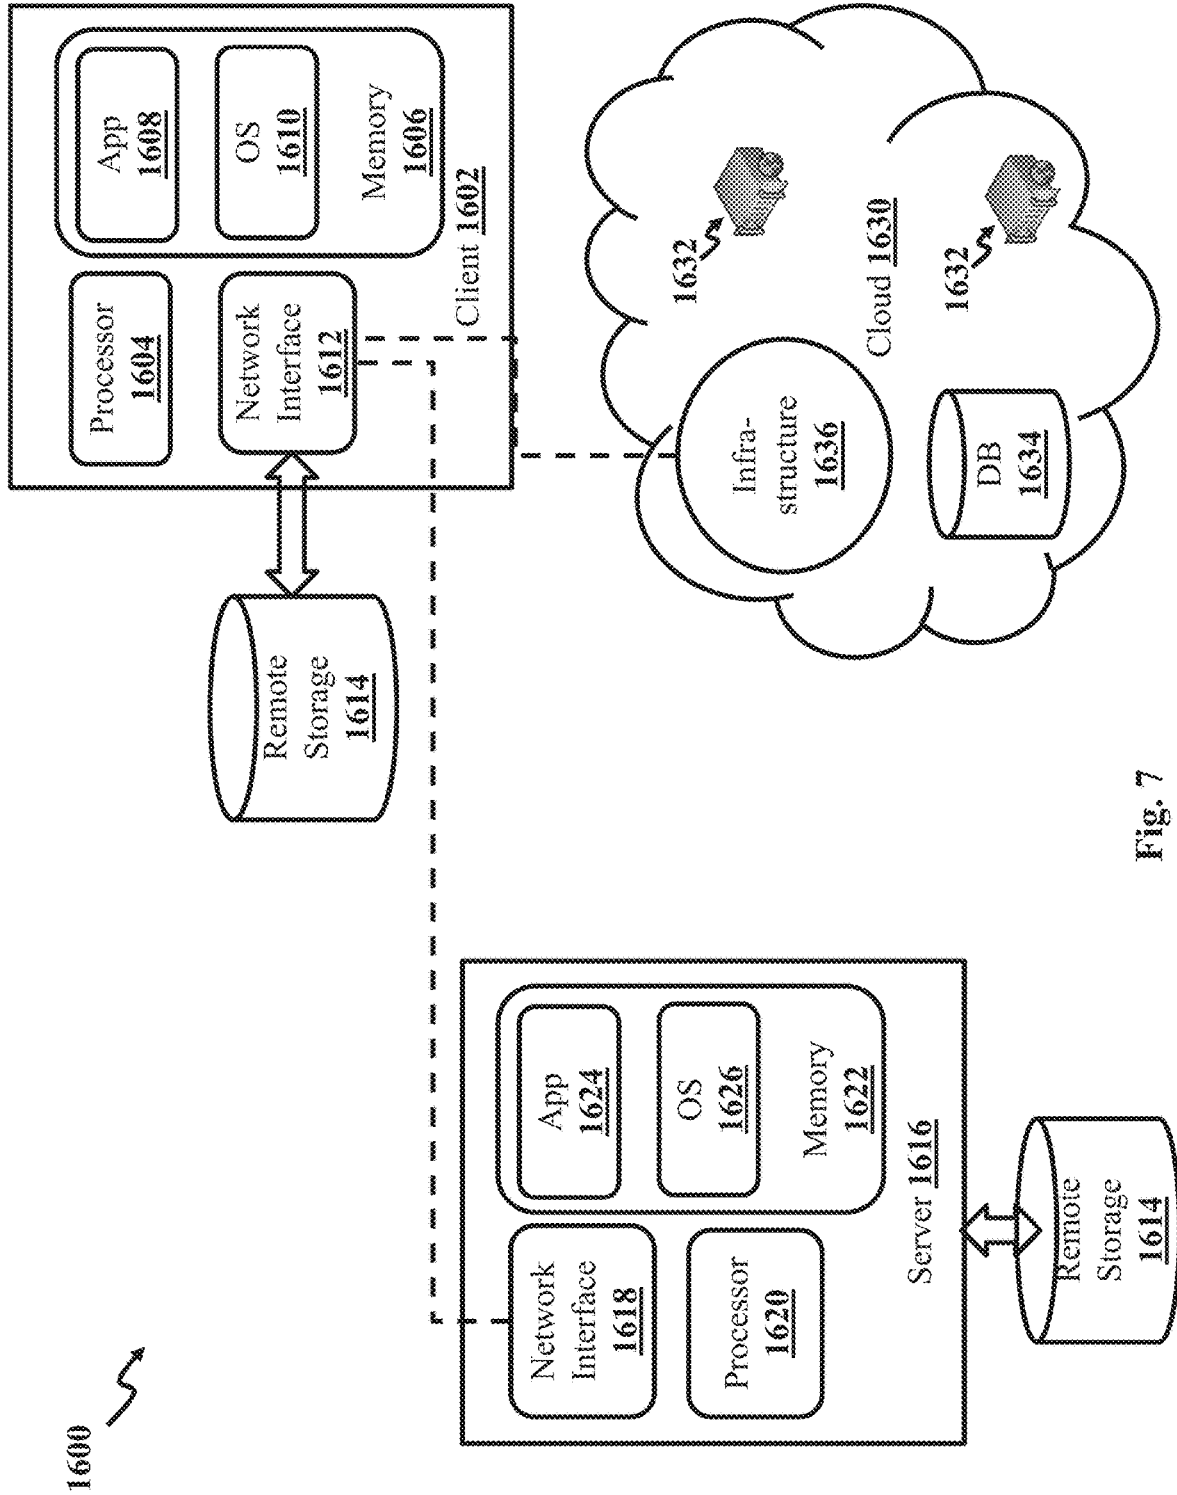 1600
Network
Interface
1618
Processor
1620
App
1624
OS
1626
Memory
1622
Server 1616
Remote
Storage
1614
Remote
Storage
1614
Processor
1604
Network
Interface
1612
App
1608
OS
1610
Memory
1606
Client 1602
Infra-
structure
1636
DB
1634
Cloud 1630
1632
1632
Fig. 7